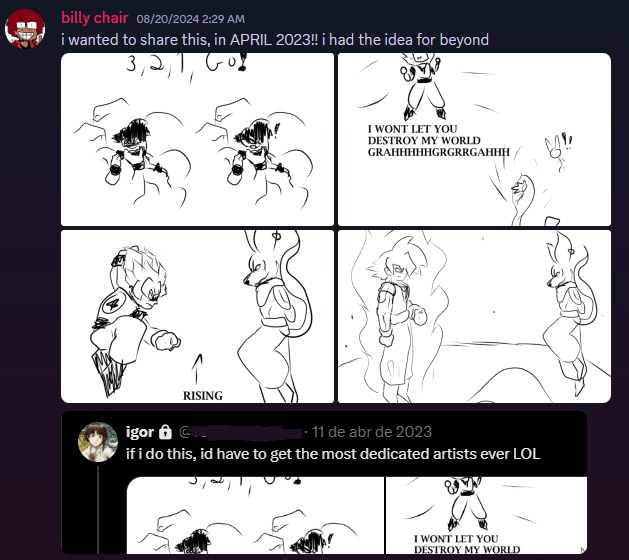 billy chair 08/20/2024 2:29 AM
i wanted to share this, in APRIL 2023!! i had the idea for beyond
3, 2, 1, Go!
!!
I WONT LET YOU
DESTROY MY WORLD
GRAHHHHHGRGRRGAHHH
!!
RISING
igor @ · 11 de abr de 2023
if i do this, id have to get the most dedicated artists ever LOL
3, 2, 1, Go!
!!
I WONT LET YOU
DESTROY MY WORLD